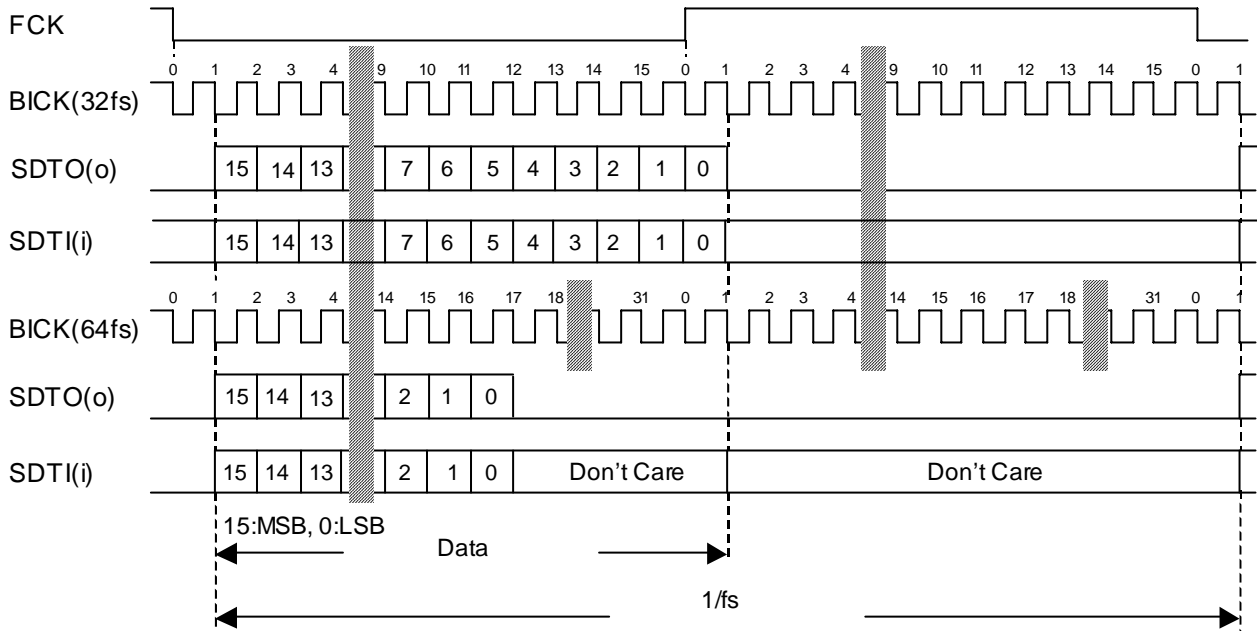 FCK
0 1 2 3 4 9 10 11 12 13 14 15 0 1 2 3 4 9 10 11 12 13 14 15 0 1
BICK(32fs)
SDTO(o) 15 14 13 7 6 5 4 3 2 1 0
SDTI(i) 15 14 13 7 6 5 4 3 2 1 0
0 1 2 3 4 14 15 16 17 18 31 0 1 2 3 4 14 15 16 17 18 31 0 1
BICK(64fs)
SDTO(o) 15 14 13 2 1 0
SDTI(i) 15 14 13 2 1 0 Don't Care Don't Care
15:MSB, 0:LSB
Data
1/fs